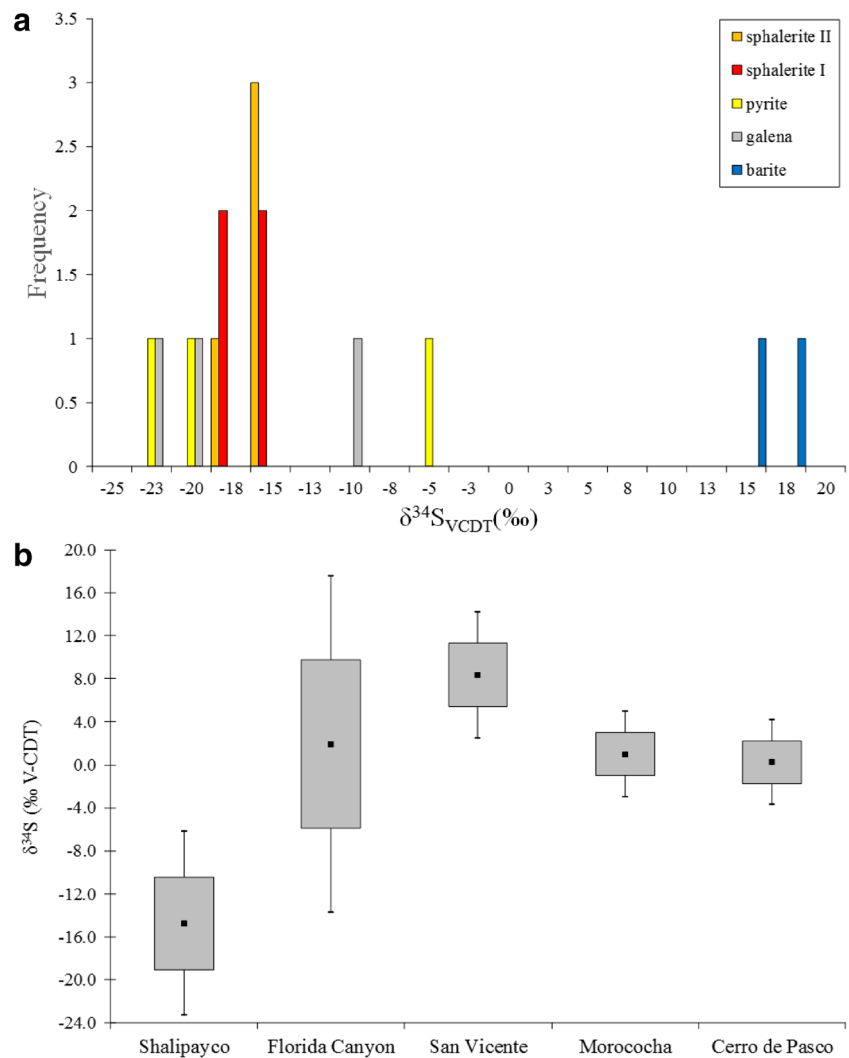 a
3.5
3
2.5
2
1.5
1
0.5
0
Frequency
sphalerite II
sphalerite I
pyrite
galena
barite
-25 -23 -20 -18 -15 -13 -10 -8 -5 -3 0 3 5 8 10 13 15 18 20
δ³⁴S_VCDT(‰)
b
20.0
16.0
12.0
8.0
4.0
0.0
-4.0
-8.0
-12.0
-16.0
-20.0
-24.0
δ³⁴S (‰ V-CDT)
Shalipayco Florida Canyon San Vicente Morococha Cerro de Pasco